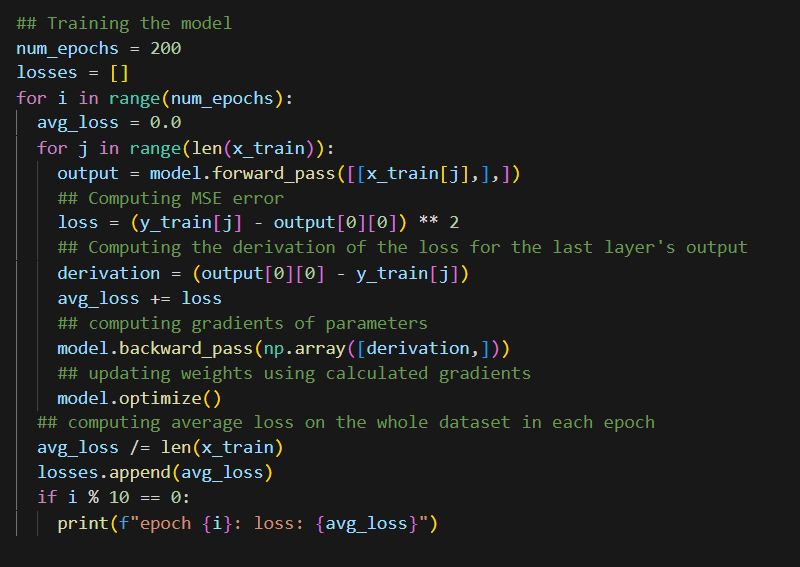 ## Training the model
num_epochs = 200
losses = []
for i in range(num_epochs):
avg_loss = 0.0
for j in range(len(x_train)):
output = model.forward_pass([[x_train[j],],])
## Computing MSE error
loss = (y_train[j] - output[0][0]) ** 2
## Computing the derivation of the loss for the last layer's output
derivation = (output[0][0] - y_train[j])
avg_loss += loss
## computing gradients of parameters
model.backward_pass(np.array([derivation,]))
## updating weights using calculated gradients
model.optimize()
## computing average loss on the whole dataset in each epoch
avg_loss /= len(x_train)
losses.append(avg_loss)
if i % 10 == 0:
print(f"epoch {i}: loss: {avg_loss}")